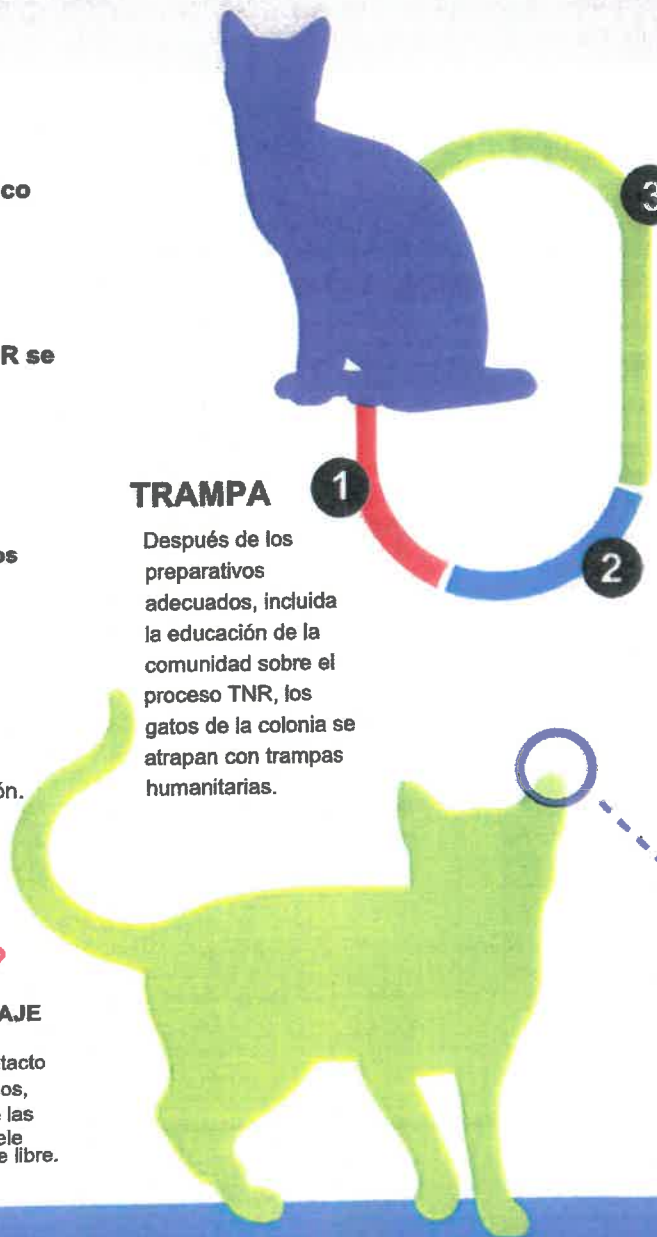 co
R se
os
ón.
AJE
tacto
os,
e las
ele
e libre.
TRAMPA
Después de los
preparativos
adecuados, incluida
la educación de la
comunidad sobre el
proceso TNR, los
gatos de la colonia se
atrapan con trampas
humanitarias.
1
2
3